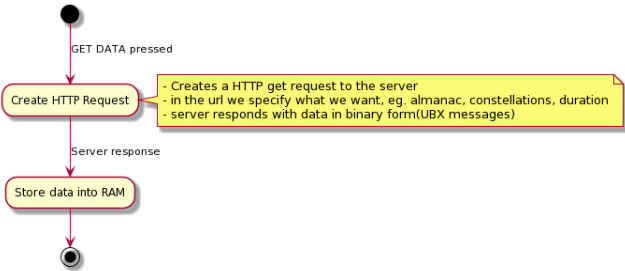 GET DATA pressed
Create HTTP Request
- Creates a HTTP get request to the server
- in the url we specify what we want, eg. almanac, constellations, duration
- server responds with data in binary form(UBX messages)
Server response
Store data into RAM